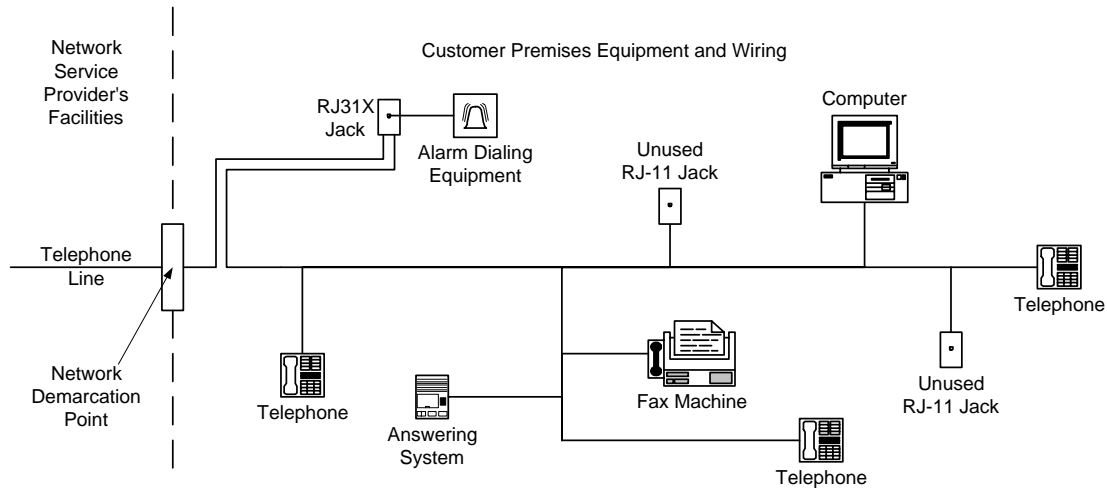 Network
Service
Provider's
Facilities
Customer Premises Equipment and Wiring
RJ31X
Jack
Alarm Dialing
Equipment
Unused
RJ-11 Jack
Computer
Telephone
Line
Telephone
Network
Demarcation
Point
Telephone
Answering
System
Fax Machine
Unused
RJ-11 Jack
Telephone